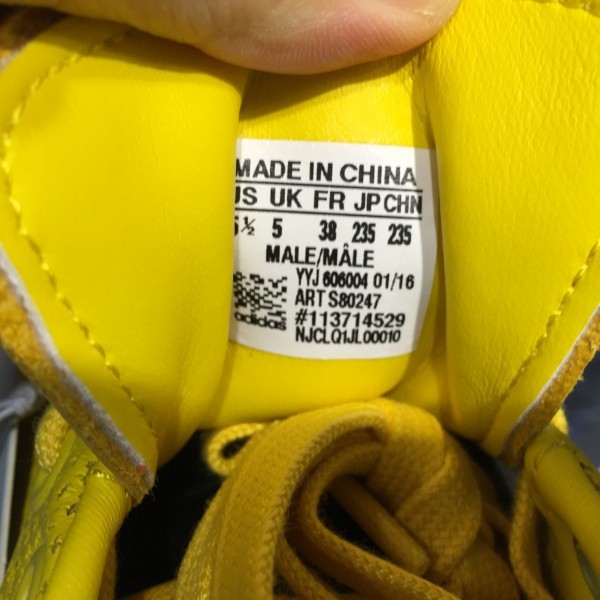 MADE IN CHINA
US UK FR JP CHN
5½ 5 38 235 235
MALE/MÂLE
YYJ 606004 01/16
ART S80247
#113714529
NJCLQ1JL00010
adidas